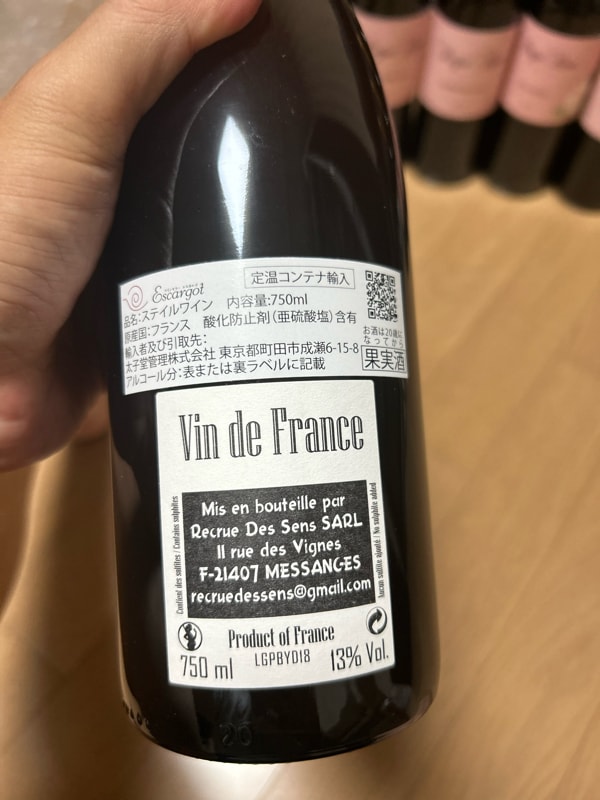 Escargot
定温コンテナ輸入
品名:スティルワイン 内容量:750ml
原産国:フランス 酸化防止剤(亜硫酸塩)含有
輸入者及び引取先:
太子堂管理株式会社 東京都町田市成瀬6-15-8
アルコール分:表または裏ラベルに記載
お酒は20歳に
なってから
果実酒
Vin de France
Mis en bouteille par
Recrue Des Sens SARL
11 rue des Vignes
F-21407 MESSANGES
recruedessens@gmail.com
Contient des sulfites / Contains sulphites
Aucun sulfite ajouté / No sulphite added
Product of France
750 ml
LGPBYD18
13% Vol.